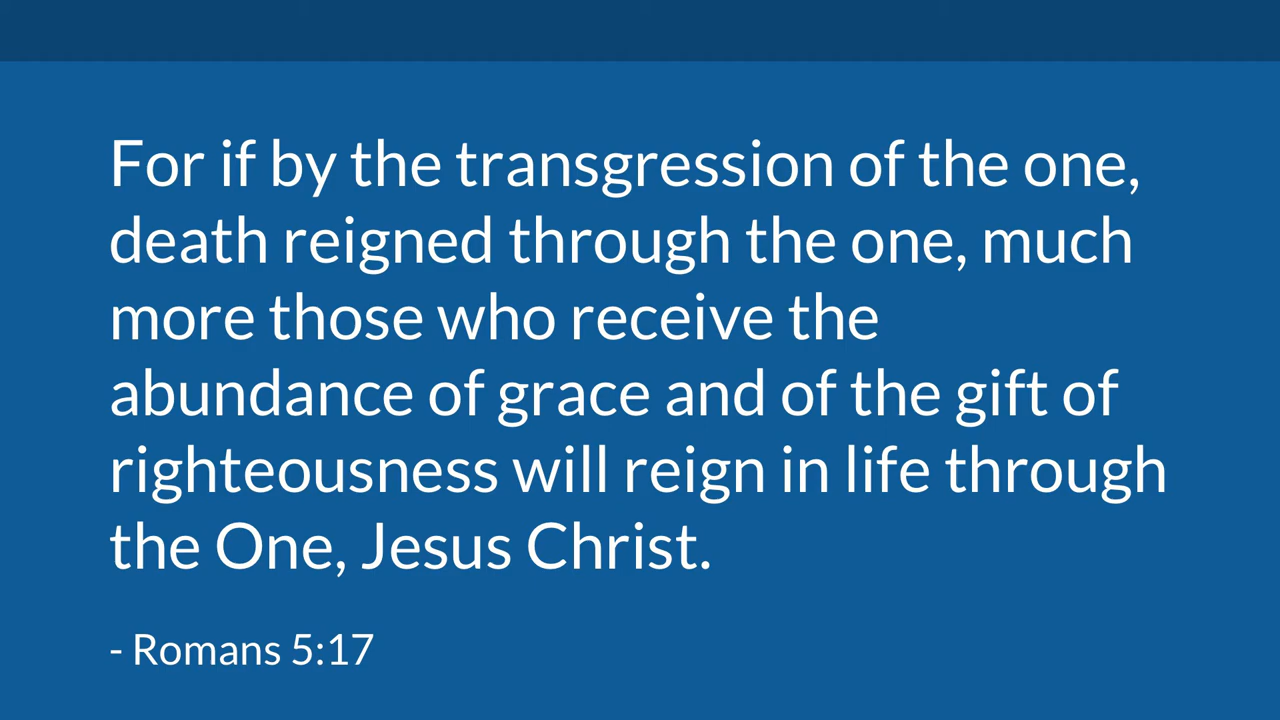 For if by the transgression of the one,
death reigned through the one, much
more those who receive the
abundance of grace and of the gift of
righteousness will reign in life through
the One, Jesus Christ.
- Romans 5:17